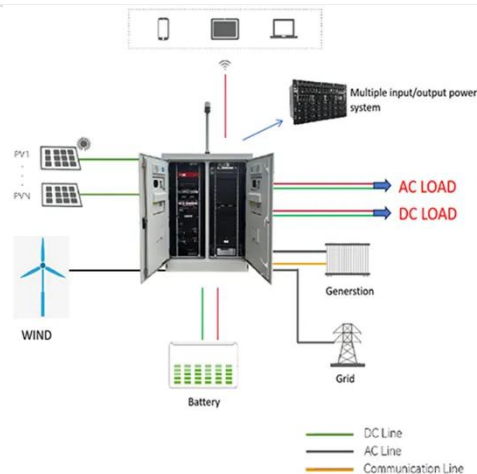 Multiple input/output power
system
PV1
PVN
AC LOAD
DC LOAD
WIND
Generstion
Grid
Battery
DC Line
AC Line
Communication Line